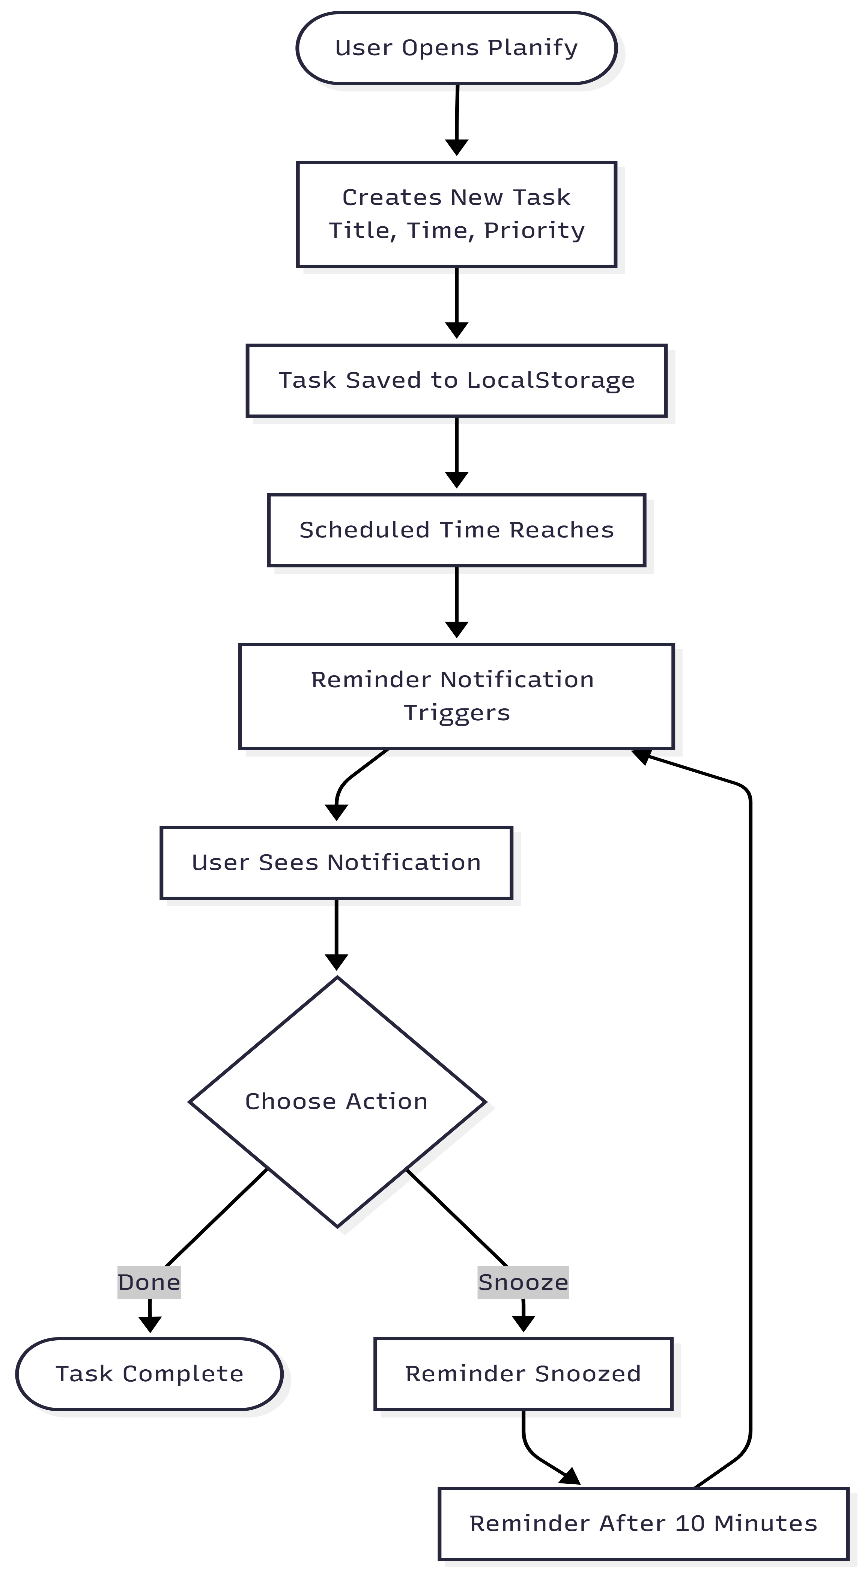 User Opens Planify
Creates New Task
Title, Time, Priority
Task Saved to LocalStorage
Scheduled Time Reaches
Reminder Notification
Triggers
User Sees Notification
Choose Action
Done
Snooze
Task Complete
Reminder Snoozed
Reminder After 10 Minutes